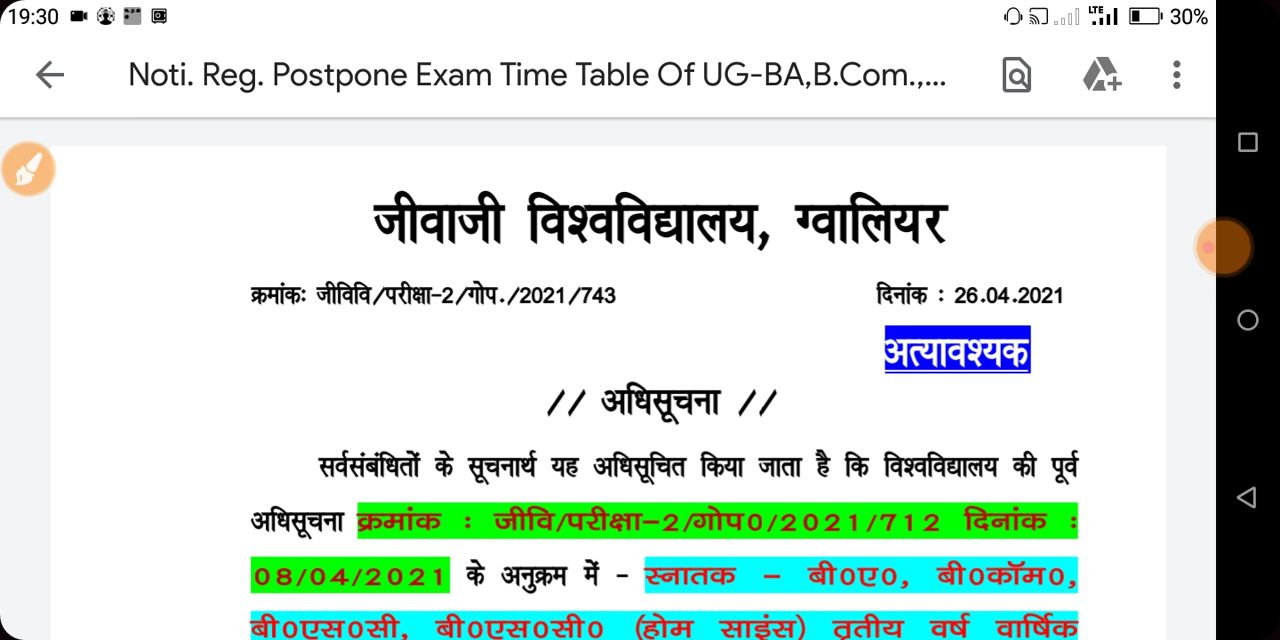 19:30
LTE
30%
Noti. Reg. Postpone Exam Time Table Of UG-BA,B.Com.,...
जीवाजी विश्वविद्यालय, ग्वालियर
क्रमांकः जीविवि/परीक्षा-2/गोप./2021/743 दिनांक : 26.04.2021
अत्यावश्यक
// अधिसूचना //
सर्वसंबंधितों के सूचनार्थ यह अधिसूचित किया जाता है कि विश्वविद्यालय की पूर्व
अधिसूचना क्रमांक : जीवि/परीक्षा-2/गोप0/2021/712 दिनांक :
08/04/2021 के अनुक्रम में - स्नातक - बी0ए0, बी0कॉम0,
बी0एस0सी, बी0एस0सी0 (होम साइंस) तृतीय वर्ष वार्षिक